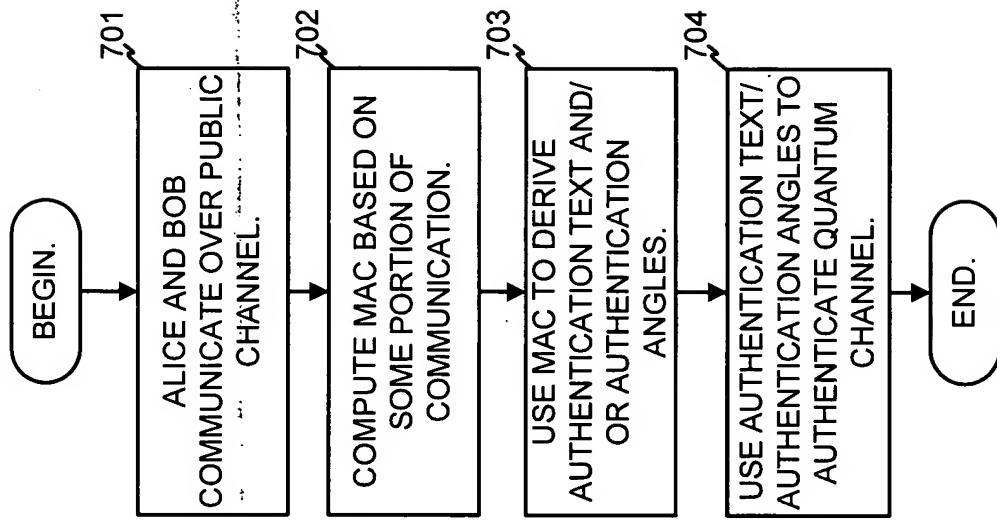 BEGIN.
701
ALICE AND BOB
COMMUNICATE OVER PUBLIC
CHANNEL.
702
COMPUTE MAC BASED ON
SOME PORTION OF
COMMUNICATION.
703
USE MAC TO DERIVE
AUTHENTICATION TEXT AND/
OR AUTHENTICATION
ANGLES.
704
USE AUTHENTICATION TEXT/
AUTHENTICATION ANGLES TO
AUTHENTICATE QUANTUM
CHANNEL.
END.